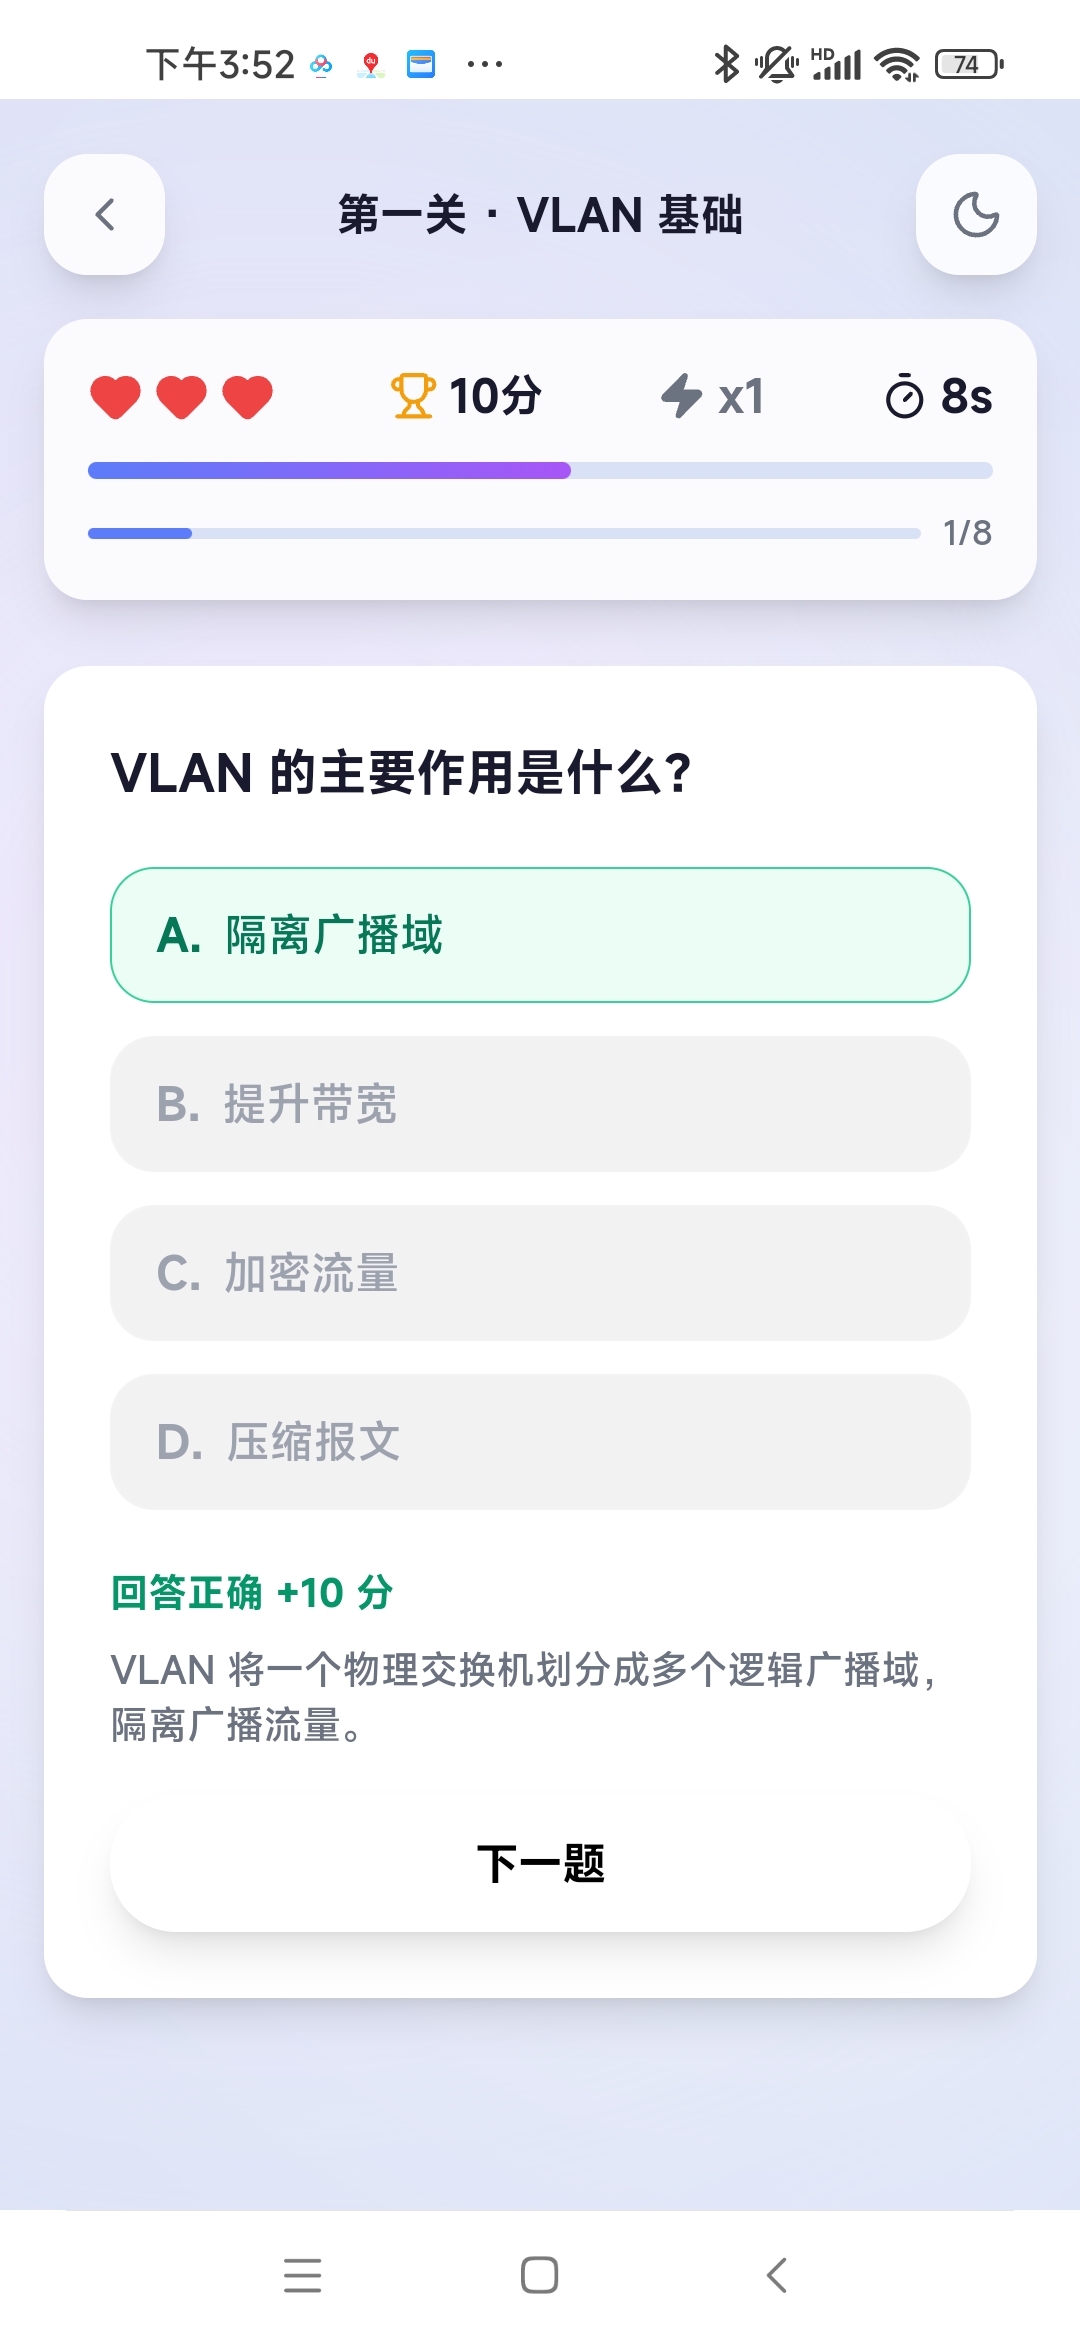 下午3:52
HD
74
第一关 · VLAN 基础
10分
x1
8s
1/8
VLAN 的主要作用是什么?
A. 隔离广播域
B. 提升带宽
C. 加密流量
D. 压缩报文
回答正确 +10 分
VLAN 将一个物理交换机划分成多个逻辑广播域，
隔离广播流量。
下一题